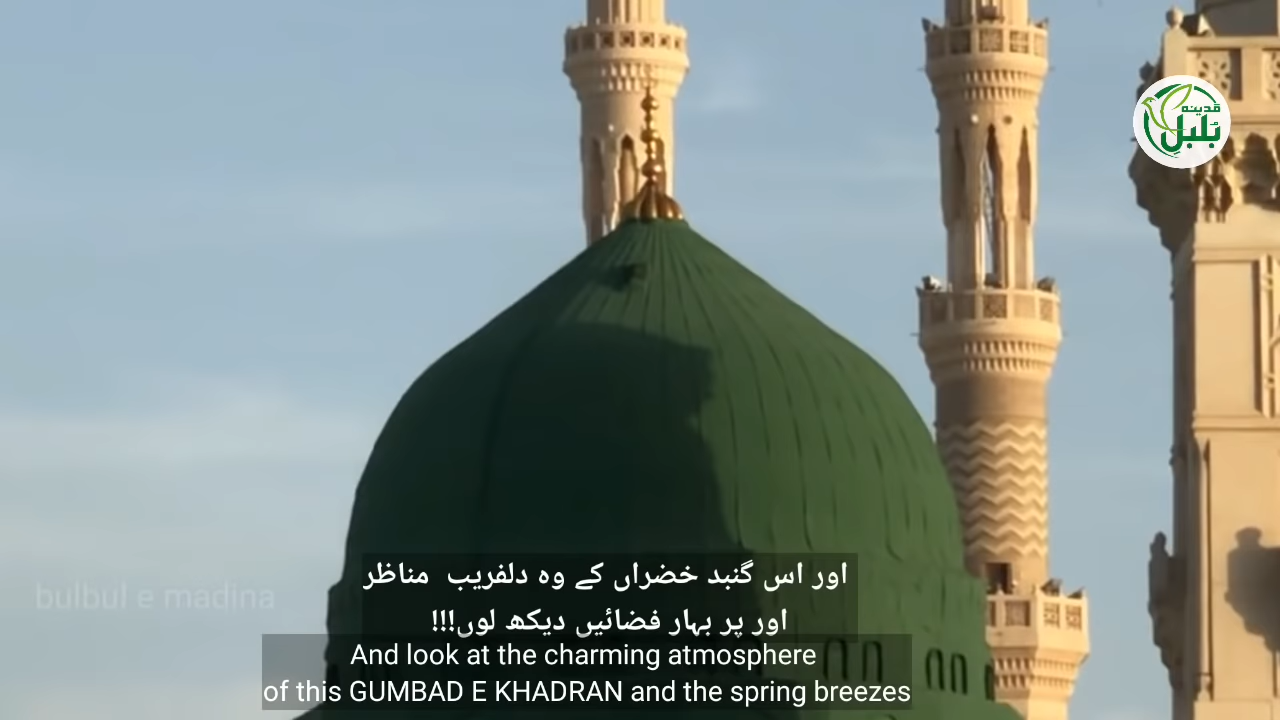 مدینہ
بُلبُلِ
bulbul e madina
اور اس گنبد خضراں کے وہ دلفریب مناظر
اور پر بہار فضائیں دیکھ لوں!!!
And look at the charming atmosphere
of this GUMBAD E KHADRAN and the spring breezes